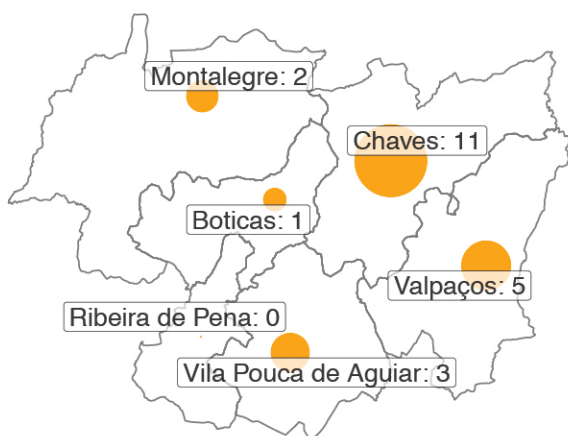 Montalegre: 2
Chaves: 11
Boticas: 1
Valpaços: 5
Ribeira de Pena: 0
Vila Pouca de Aguiar: 3